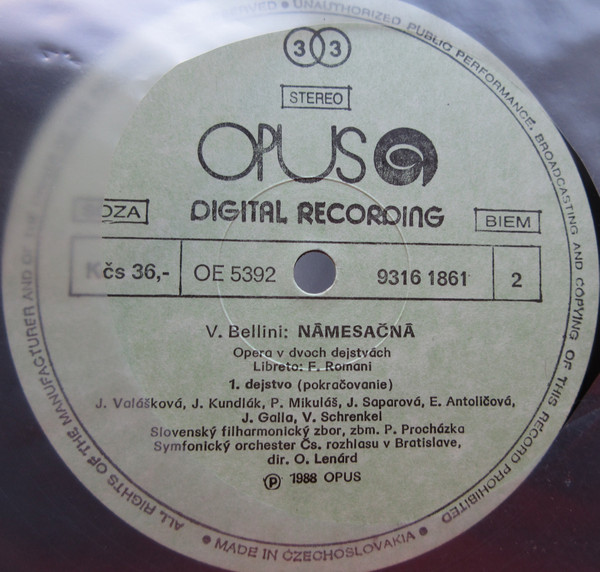 RESERVED • UNAUTHORIZED PUBLIC PERFORMANCE, BROADCASTING AND COPYING OF THIS RECORD PROHIBITED
33
STEREO
OPUS
DIGITAL RECORDING
OZA
BIEM
Kčs 36,-
OE 5392
9316 1861
2
V. Bellini: NÁMESAČNÁ
Opera v dvoch dejstvách
Libreto: F. Romani
1. dejstvo (pokračovanie)
J. Valášková, J. Kundlák, P. Mikuláš, J. Saparová, E. Antoličová,
J. Galla, V. Schrenkel
Slovenský filharmonický zbor, zbm. P. Procházka
Symfonický orchester Čs. rozhlasu v Bratislave,
dir. O. Lenárd
Ⓟ 1988 OPUS
ALL RIGHTS OF THE MANUFACTURER AND OF
• MADE IN CZECHOSLOVAKIA •